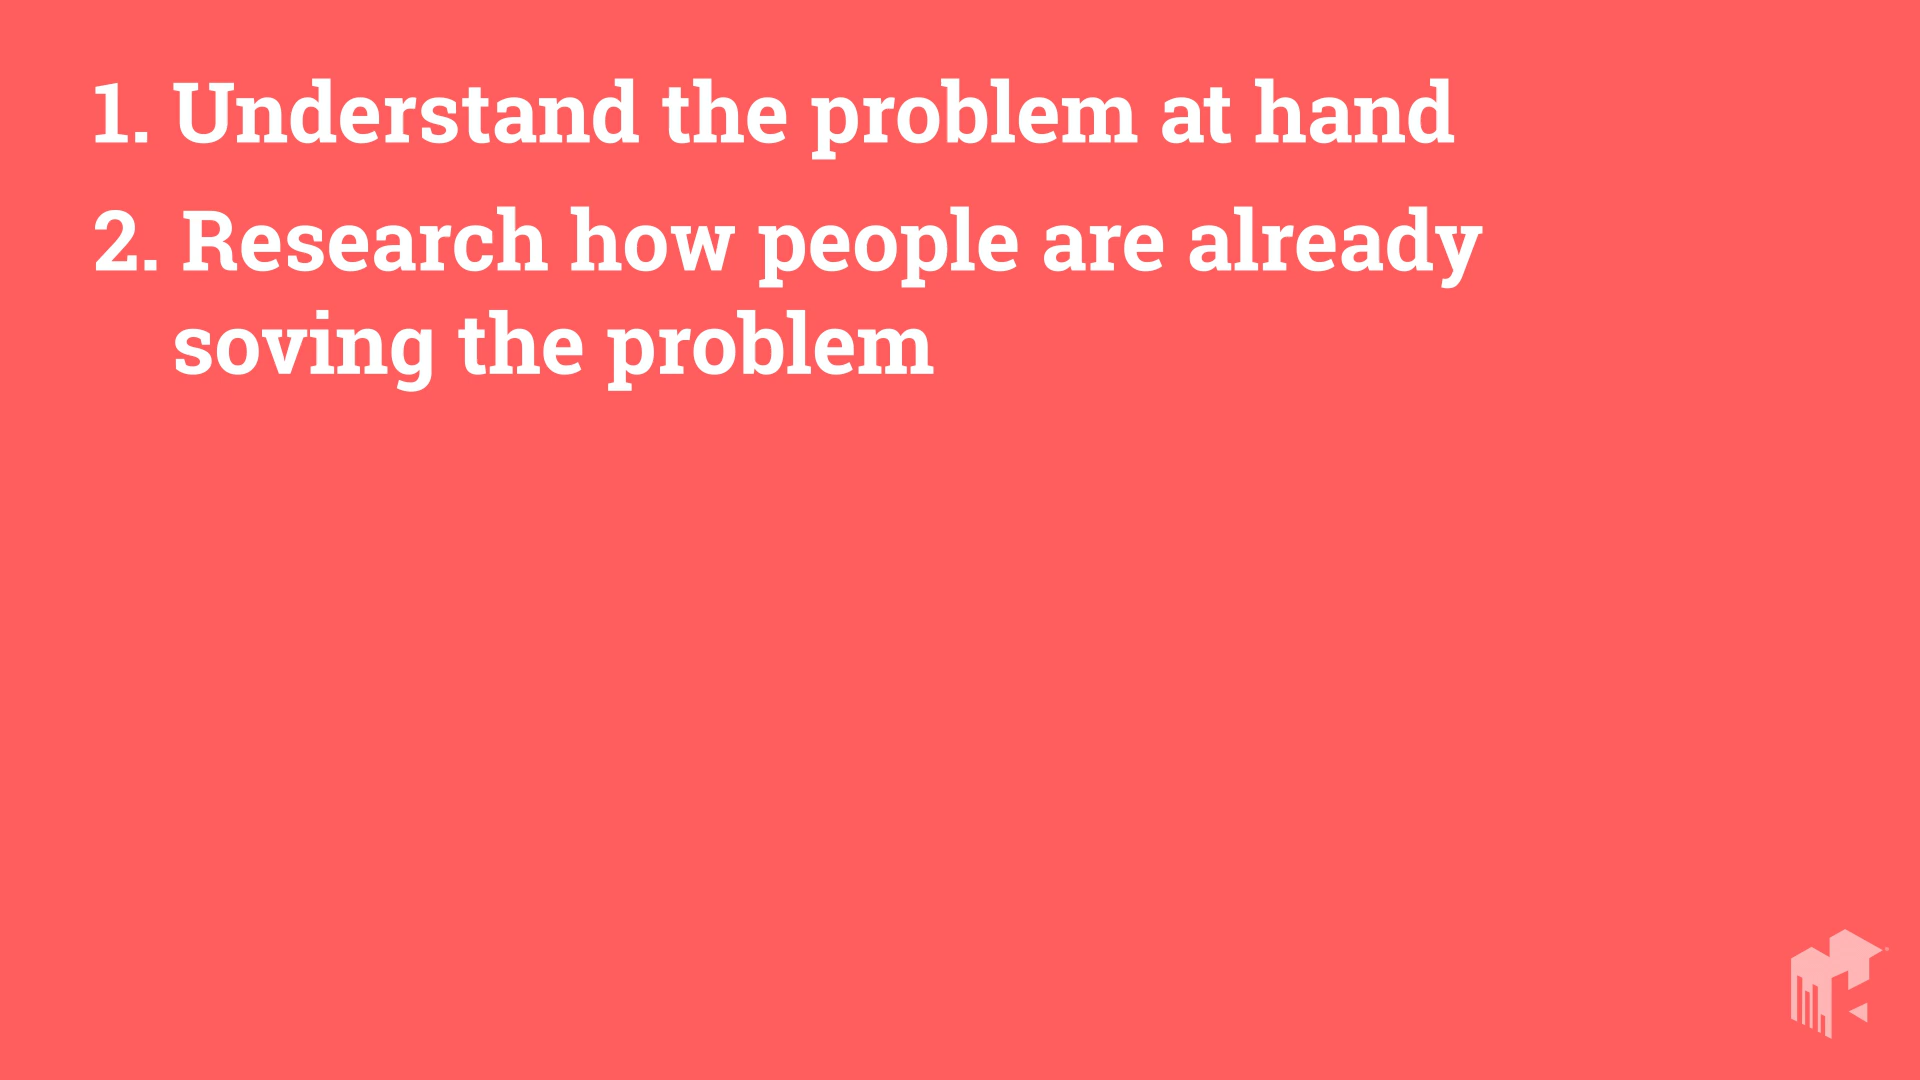 1. Understand the problem at hand
2. Research how people are already
soving the problem